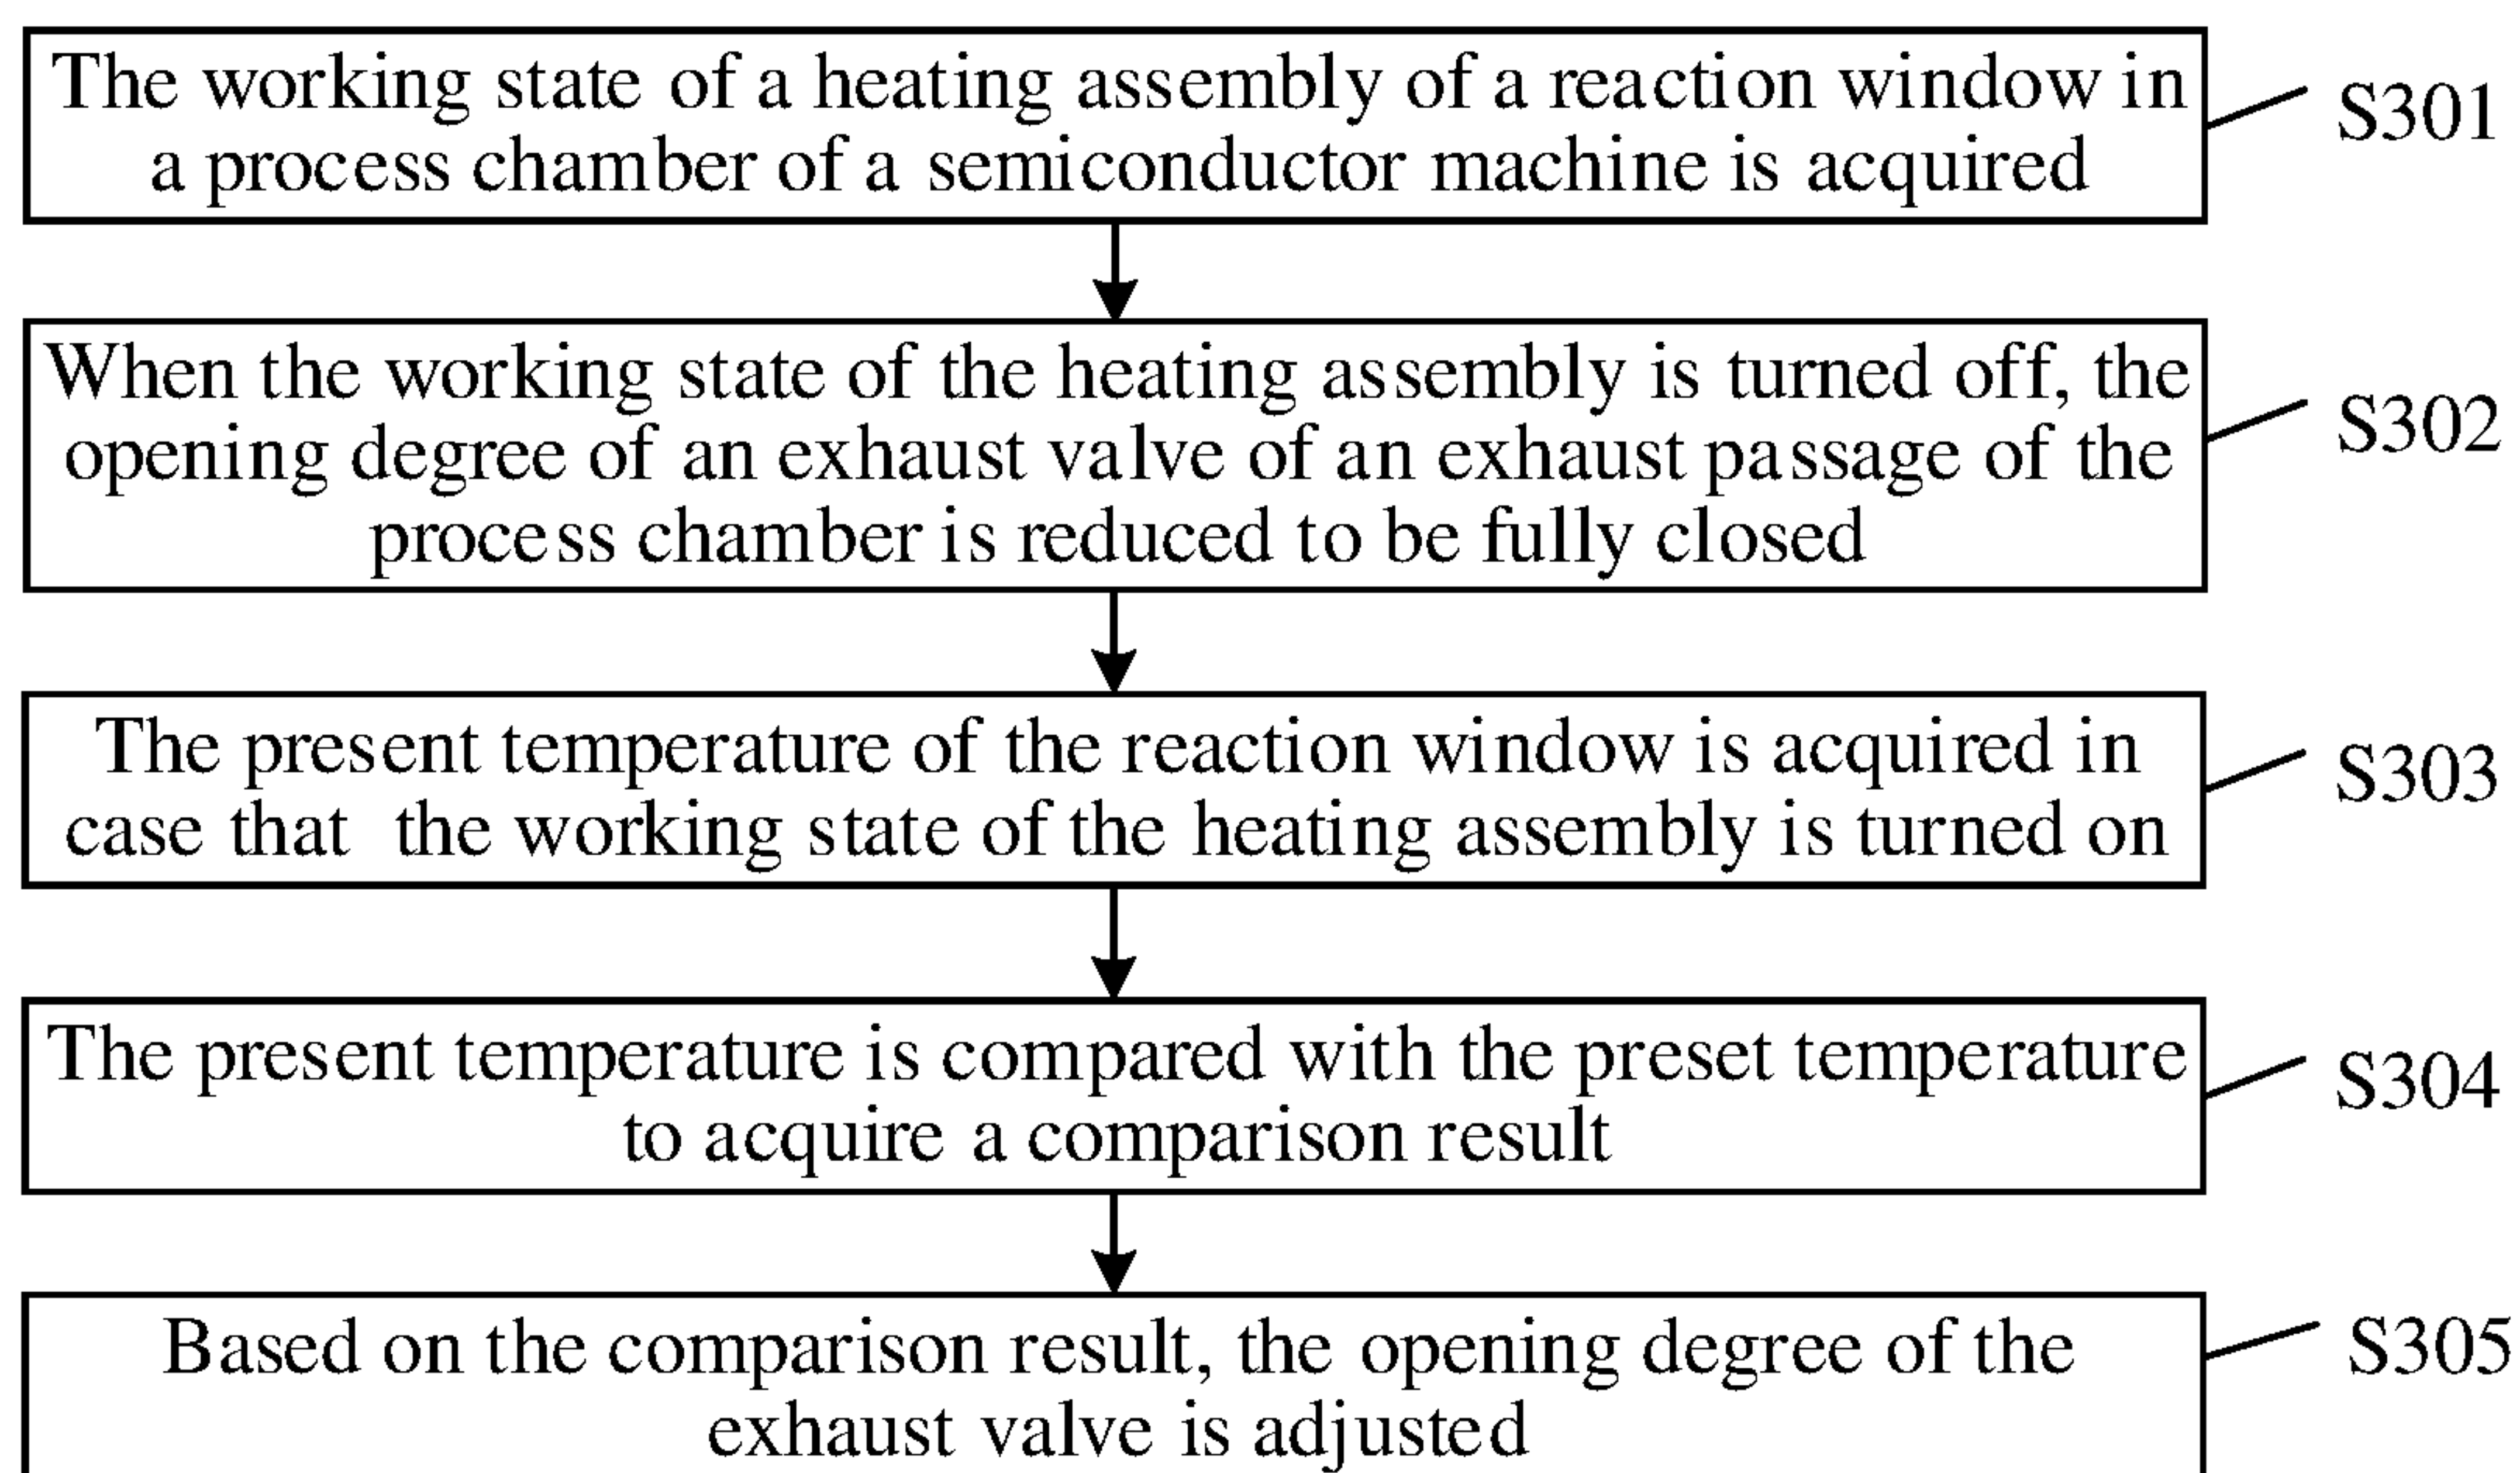 The working state of a heating assembly of a reaction window in
a process chamber of a semiconductor machine is acquired
S301
When the working state of the heating assembly is turned off, the
opening degree of an exhaust valve of an exhaust passage of the
process chamber is reduced to be fully closed
S302
The present temperature of the reaction window is acquired in
case that the working state of the heating assembly is turned on
S303
The present temperature is compared with the preset temperature
to acquire a comparison result
S304
Based on the comparison result, the opening degree of the
exhaust valve is adjusted
S305